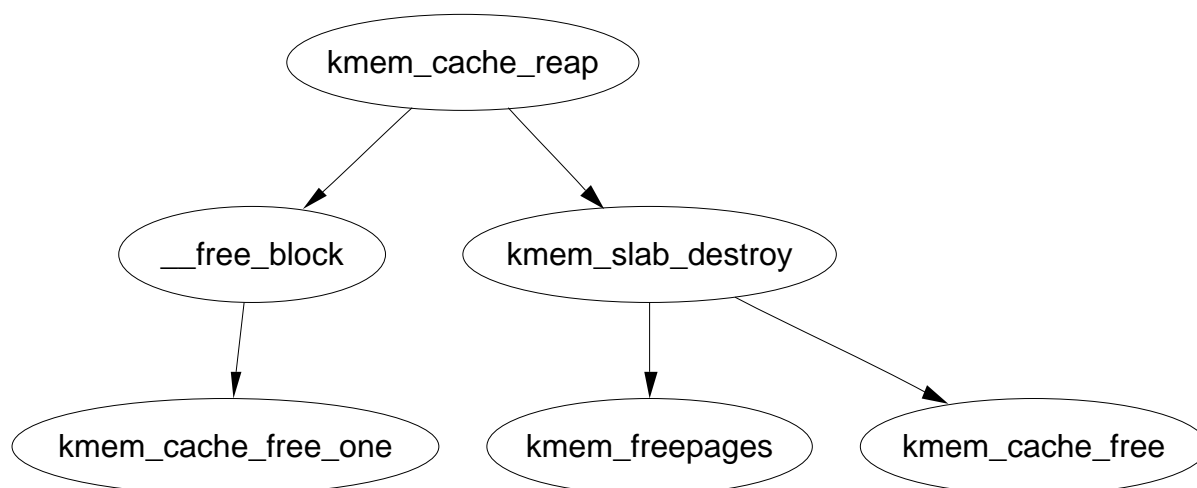 kmem_cache_reap
__free_block
kmem_slab_destroy
kmem_cache_free_one
kmem_freepages
kmem_cache_free